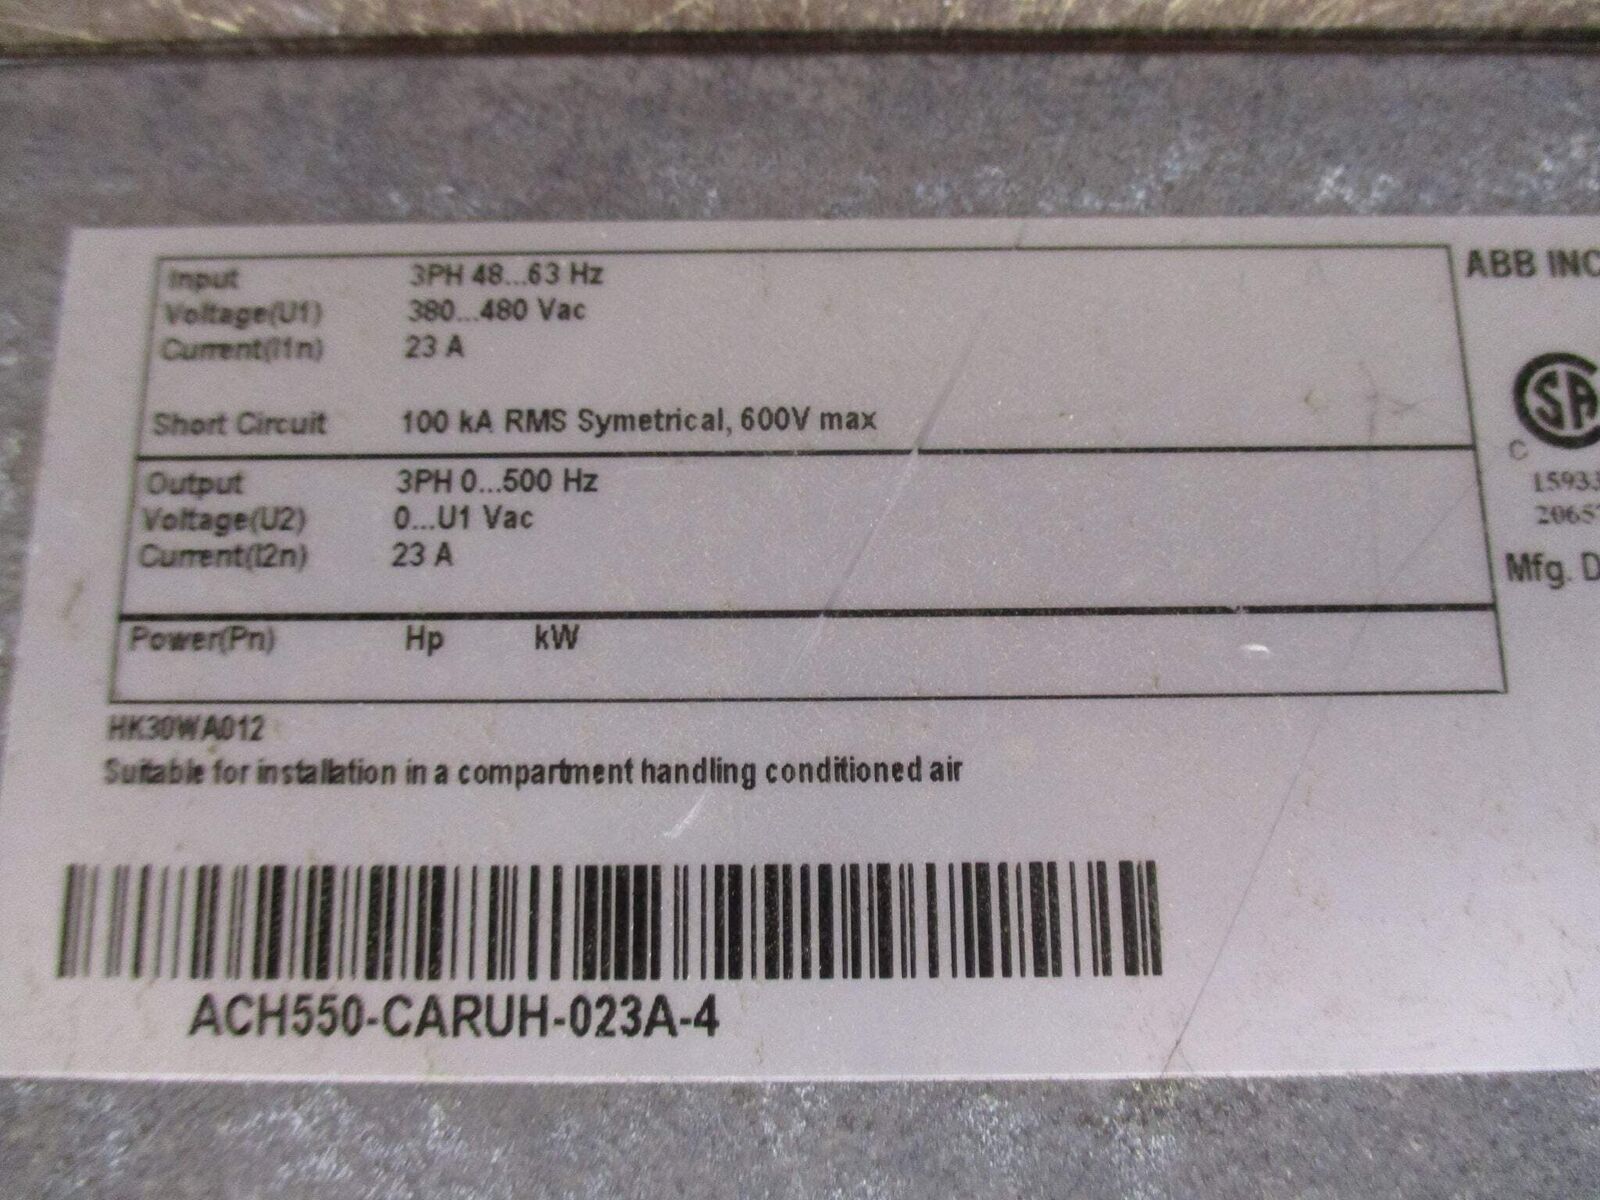 Input 3PH 48...63 Hz
Voltage(U1) 380...480 Vac
Current(I1n) 23 A
Short Circuit 100 kA RMS Symetrical, 600V max
Output 3PH 0...500 Hz
Voltage(U2) 0...U1 Vac
Current(I2n) 23 A
Power(Pn) Hp kW
HK30WA012
Suitable for installation in a compartment handling conditioned air
ACH550-CARUH-023A-4
ABB INC
C SA
Mfg.